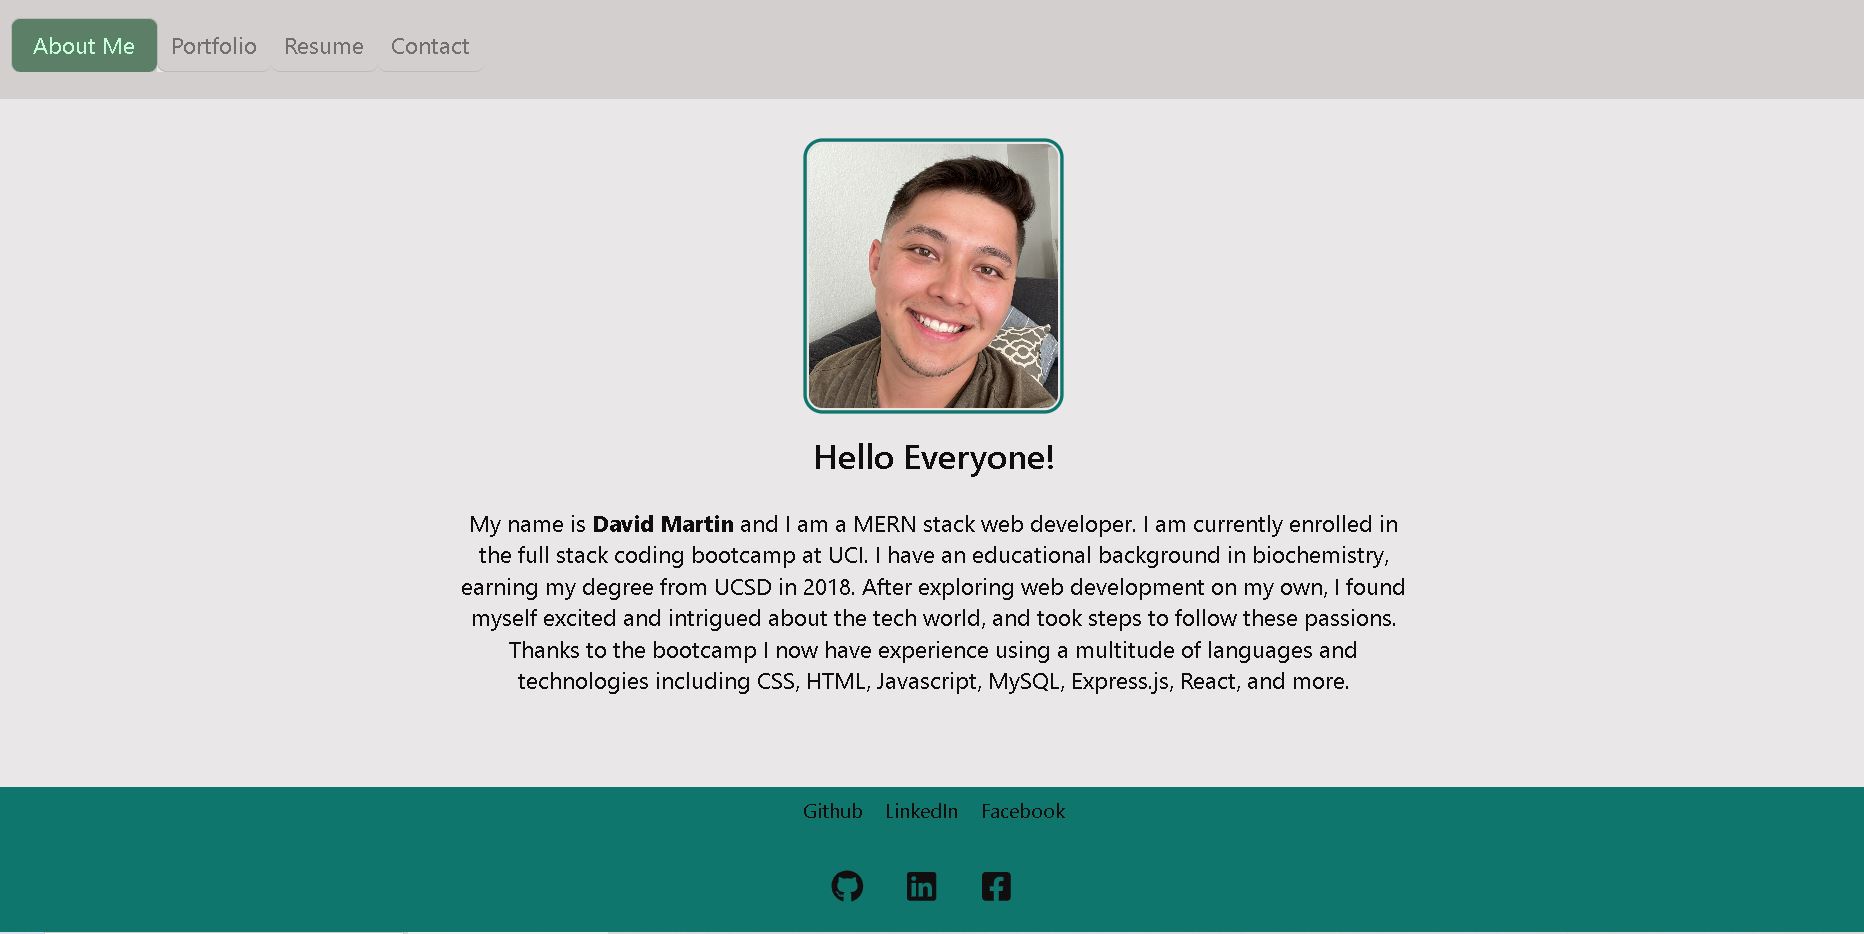 About Me Portfolio Resume Contact
Hello Everyone!
My name is David Martin and I am a MERN stack web developer. I am currently enrolled in
the full stack coding bootcamp at UCI. I have an educational background in biochemistry,
earning my degree from UCSD in 2018. After exploring web development on my own, I found
myself excited and intrigued about the tech world, and took steps to follow these passions.
Thanks to the bootcamp I now have experience using a multitude of languages and
technologies including CSS, HTML, Javascript, MySQL, Express.js, React, and more.
Github LinkedIn Facebook